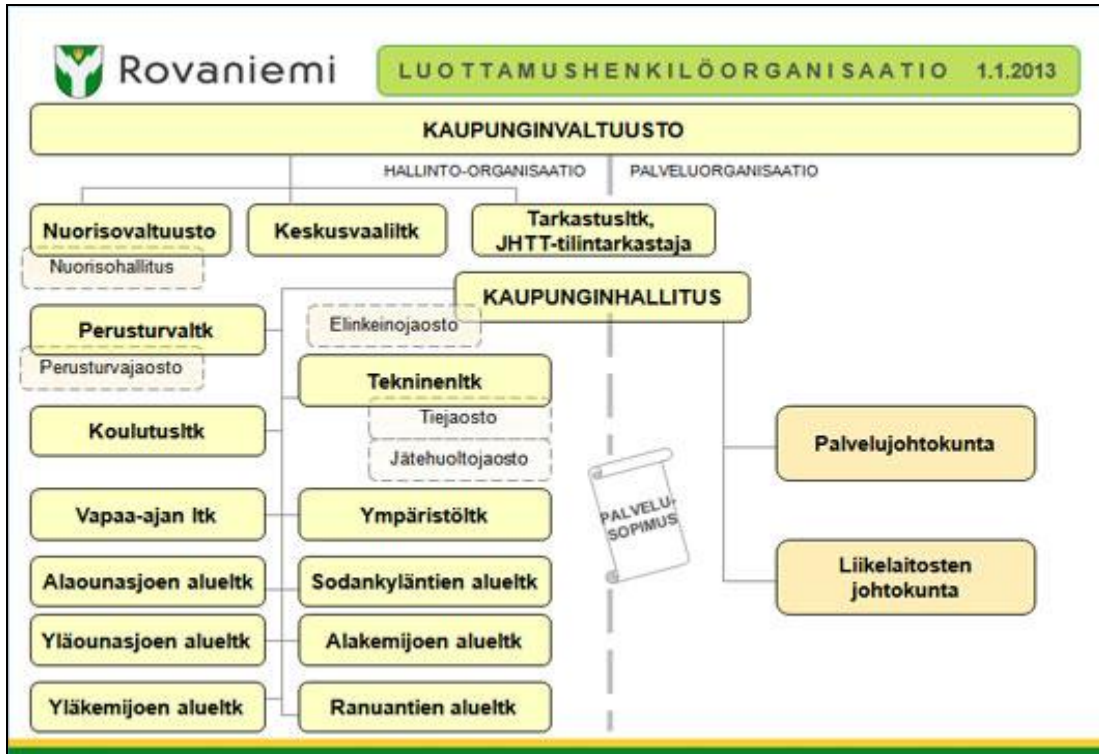 Rovaniemi
LUOTTAMUSHENKILÖORGANISAATIO 1.1.2013
KAUPUNGINVALTUUSTO
HALLINTO-ORGANISAATIO
PALVELUORGANISAATIO
Nuorisovaltuusto
Keskusvaaliltk
Tarkastusltk,
JHTT-tilintarkastaja
Nuorisohallitus
KAUPUNGINHALLITUS
Elinkeinojaosto
Perusturvaltk
Perusturvajaosto
Tekninenltk
Tiejaosto
Jätehuoltojaosto
Koulutusltk
Palvelujohtokunta
PALVELU-
SOPIMUS
Vapaa-ajan ltk
Ympäristöltk
Alaounasjoen alueltk
Sodankyläntien alueltk
Liikelaitosten
johtokunta
Yläounasjoen alueltk
Alakemijoen alueltk
Yläkemijoen alueltk
Ranuantien alueltk